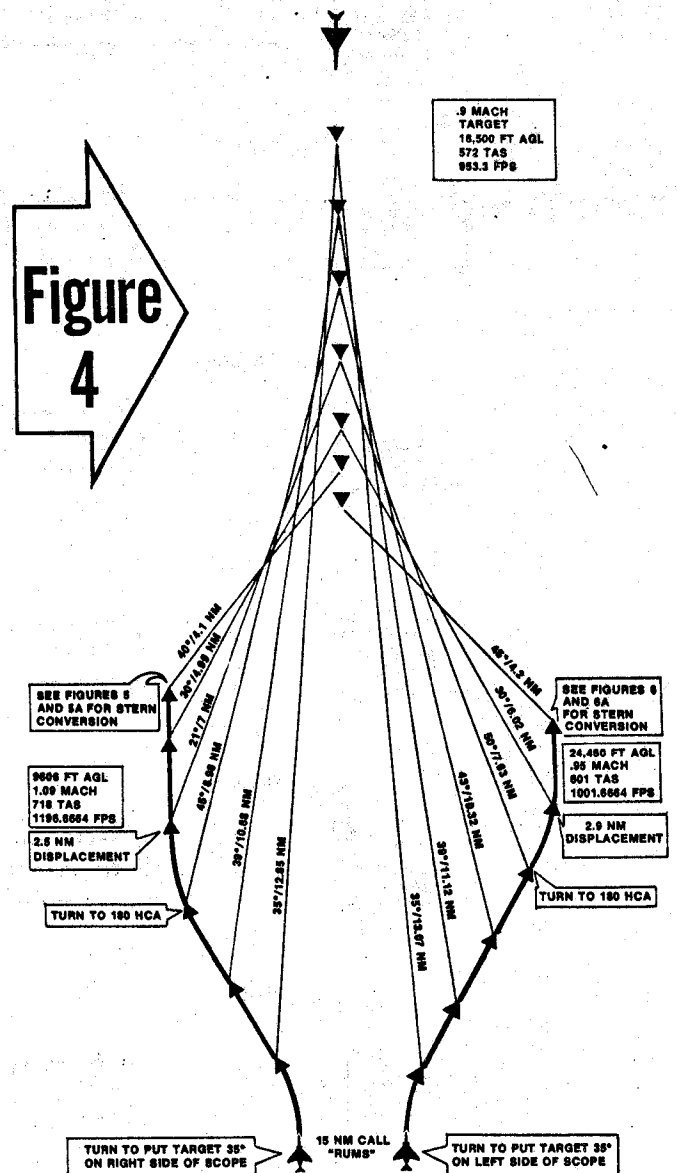 .9 MACH
TARGET
16,500 FT AGL
572 TAS
953.3 FPS
Figure
4
40°/4.1 NM
30°/4.99 NM
21°/7 NM
45°/8.98 NM
39°/10.88 NM
35°/12.85 NM
45°/4.2 NM
30°/6.02 NM
50°/7.83 NM
43°/10.32 NM
39°/11.12 NM
35°/13.07 NM
SEE FIGURES 5
AND 5A FOR STERN
CONVERSION
SEE FIGURES 6
AND 6A
FOR STERN
CONVERSION
9606 FT AGL
1.09 MACH
718 TAS
1196.6664 FPS
24,460 FT AGL
.95 MACH
601 TAS
1001.6664 FPS
2.5 NM
DISPLACEMENT
2.9 NM
DISPLACEMENT
TURN TO 180 HCA
TURN TO 180 HCA
TURN TO PUT TARGET 35°
ON RIGHT SIDE OF SCOPE
15 NM CALL
"RUMS"
TURN TO PUT TARGET 35°
ON LEFT SIDE OF SCOPE